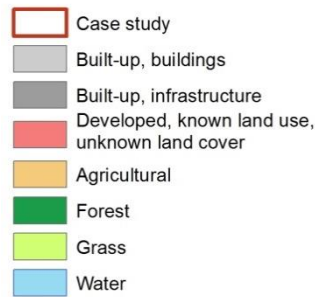 Case study
Built-up, buildings
Built-up, infrastructure
Developed, known land use,
unknown land cover
Agricultural
Forest
Grass
Water